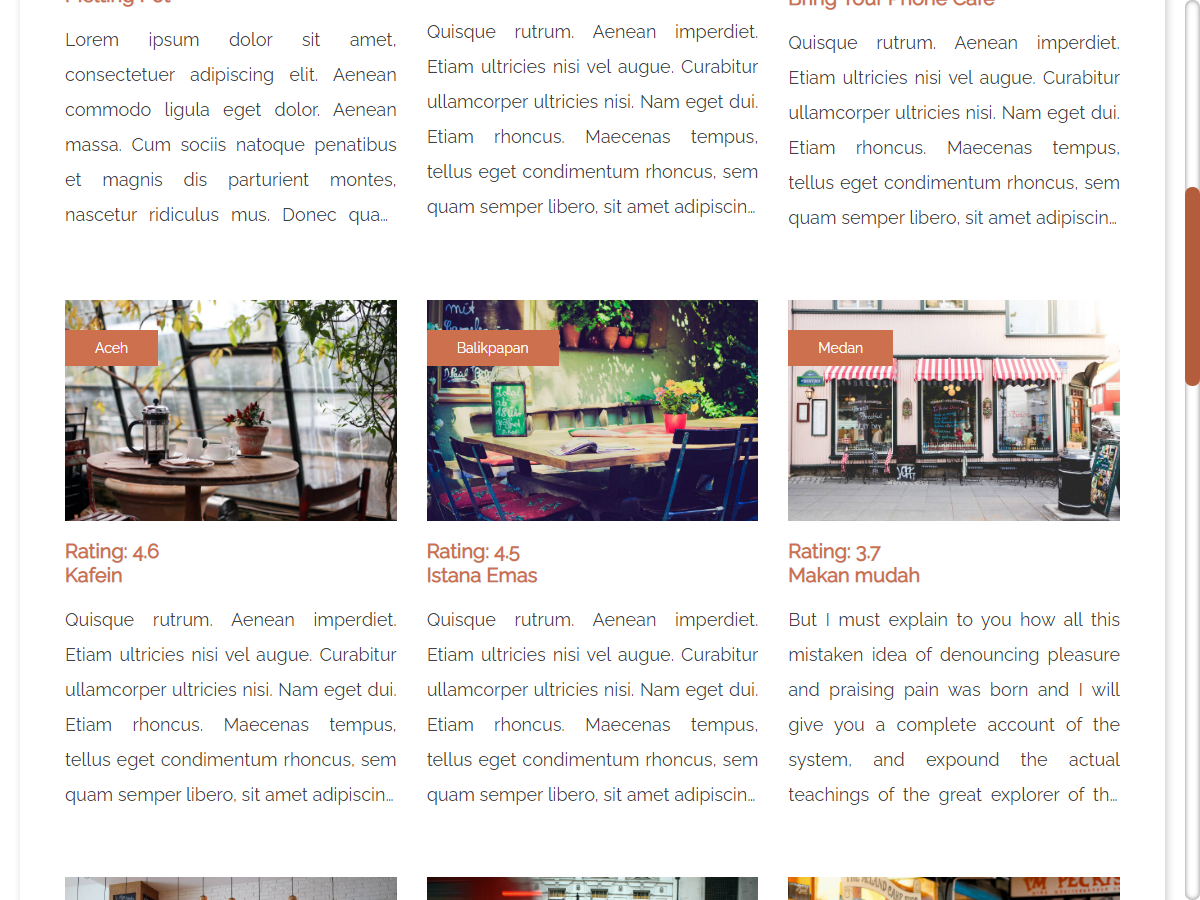 Melting Pot
Lorem ipsum dolor sit amet,
consectetuer adipiscing elit. Aenean
commodo ligula eget dolor. Aenean
massa. Cum sociis natoque penatibus
et magnis dis parturient montes,
nascetur ridiculus mus. Donec qua…
Quisque rutrum. Aenean imperdiet.
Etiam ultricies nisi vel augue. Curabitur
ullamcorper ultricies nisi. Nam eget dui.
Etiam rhoncus. Maecenas tempus,
tellus eget condimentum rhoncus, sem
quam semper libero, sit amet adipiscin…
Bring Your Phone Cafe
Quisque rutrum. Aenean imperdiet.
Etiam ultricies nisi vel augue. Curabitur
ullamcorper ultricies nisi. Nam eget dui.
Etiam rhoncus. Maecenas tempus,
tellus eget condimentum rhoncus, sem
quam semper libero, sit amet adipiscin…
Aceh
Rating: 4.6
Kafein
Quisque rutrum. Aenean imperdiet.
Etiam ultricies nisi vel augue. Curabitur
ullamcorper ultricies nisi. Nam eget dui.
Etiam rhoncus. Maecenas tempus,
tellus eget condimentum rhoncus, sem
quam semper libero, sit amet adipiscin…
mit
Balikpapan
Rating: 4.5
Istana Emas
Quisque rutrum. Aenean imperdiet.
Etiam ultricies nisi vel augue. Curabitur
ullamcorper ultricies nisi. Nam eget dui.
Etiam rhoncus. Maecenas tempus,
tellus eget condimentum rhoncus, sem
quam semper libero, sit amet adipiscin…
Medan
Rating: 3.7
Makan mudah
But I must explain to you how all this
mistaken idea of denouncing pleasure
and praising pain was born and I will
give you a complete account of the
system, and expound the actual
teachings of the great explorer of th…